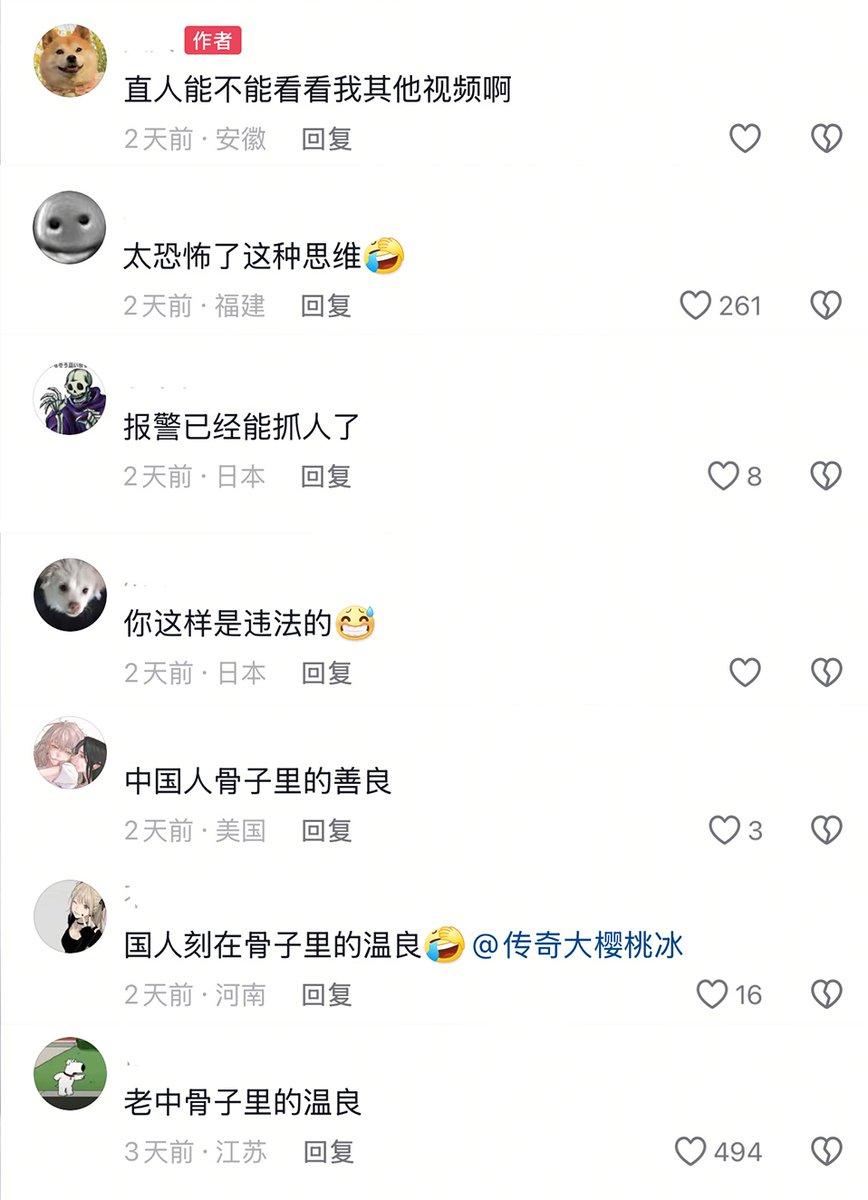 作者
直人能不能看看我其他视频啊
2天前·安徽 回复
太恐怖了这种思维🤣
2天前·福建 回复 261
报警已经能抓人了
2天前·日本 回复 8
你这样是违法的😅
2天前·日本 回复
中国人骨子里的善良
2天前·美国 回复 3
国人刻在骨子里的温良🤣@传奇大樱桃冰
2天前·河南 回复 16
老中骨子里的温良
3天前·江苏 回复 494